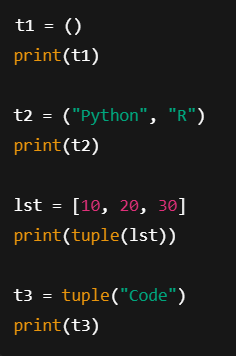 t1 = ()
print(t1)
t2 = ("Python", "R")
print(t2)
lst = [10, 20, 30]
print(tuple(lst))
t3 = tuple("Code")
print(t3)